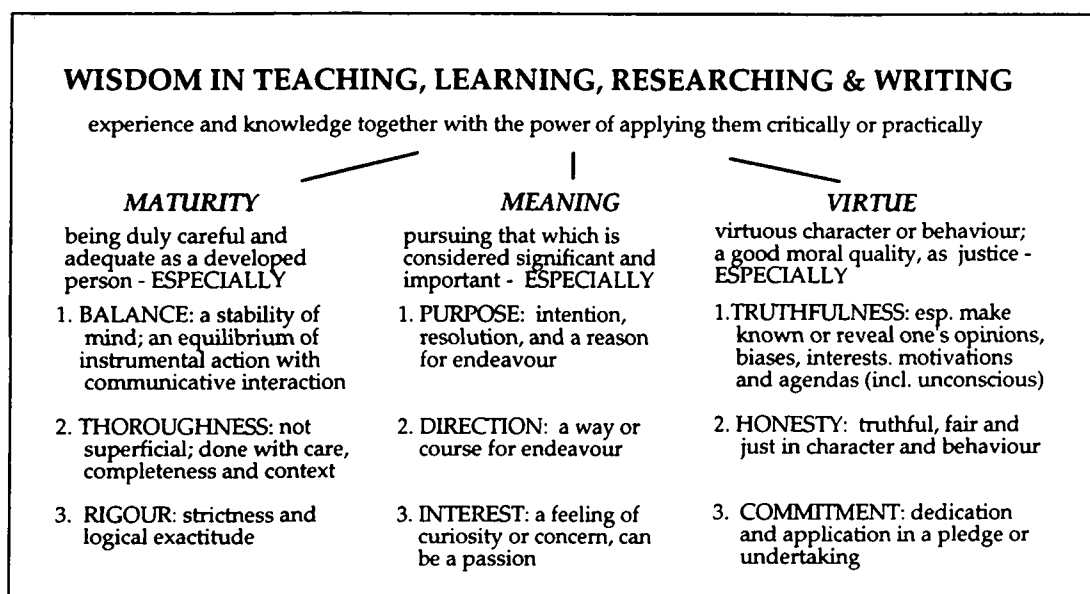 WISDOM IN TEACHING, LEARNING, RESEARCHING & WRITING
experience and knowledge together with the power of applying them critically or practically
MATURITY
being duly careful and
adequate as a developed
person - ESPECIALLY
1. BALANCE: a stability of
mind; an equilibrium of
instrumental action with
communicative interaction
2. THOROUGHNESS: not
superficial; done with care,
completeness and context
3. RIGOUR: strictness and
logical exactitude
MEANING
pursuing that which is
considered significant and
important - ESPECIALLY
1. PURPOSE: intention,
resolution, and a reason
for endeavour
2. DIRECTION: a way or
course for endeavour
3. INTEREST: a feeling of
curiosity or concern, can
be a passion
VIRTUE
virtuous character or behaviour;
a good moral quality, as justice -
ESPECIALLY
1.TRUTHFULNESS: esp. make
known or reveal one's opinions,
biases, interests. motivations
and agendas (incl. unconscious)
2. HONESTY: truthful, fair and
just in character and behaviour
3. COMMITMENT: dedication
and application in a pledge or
undertaking